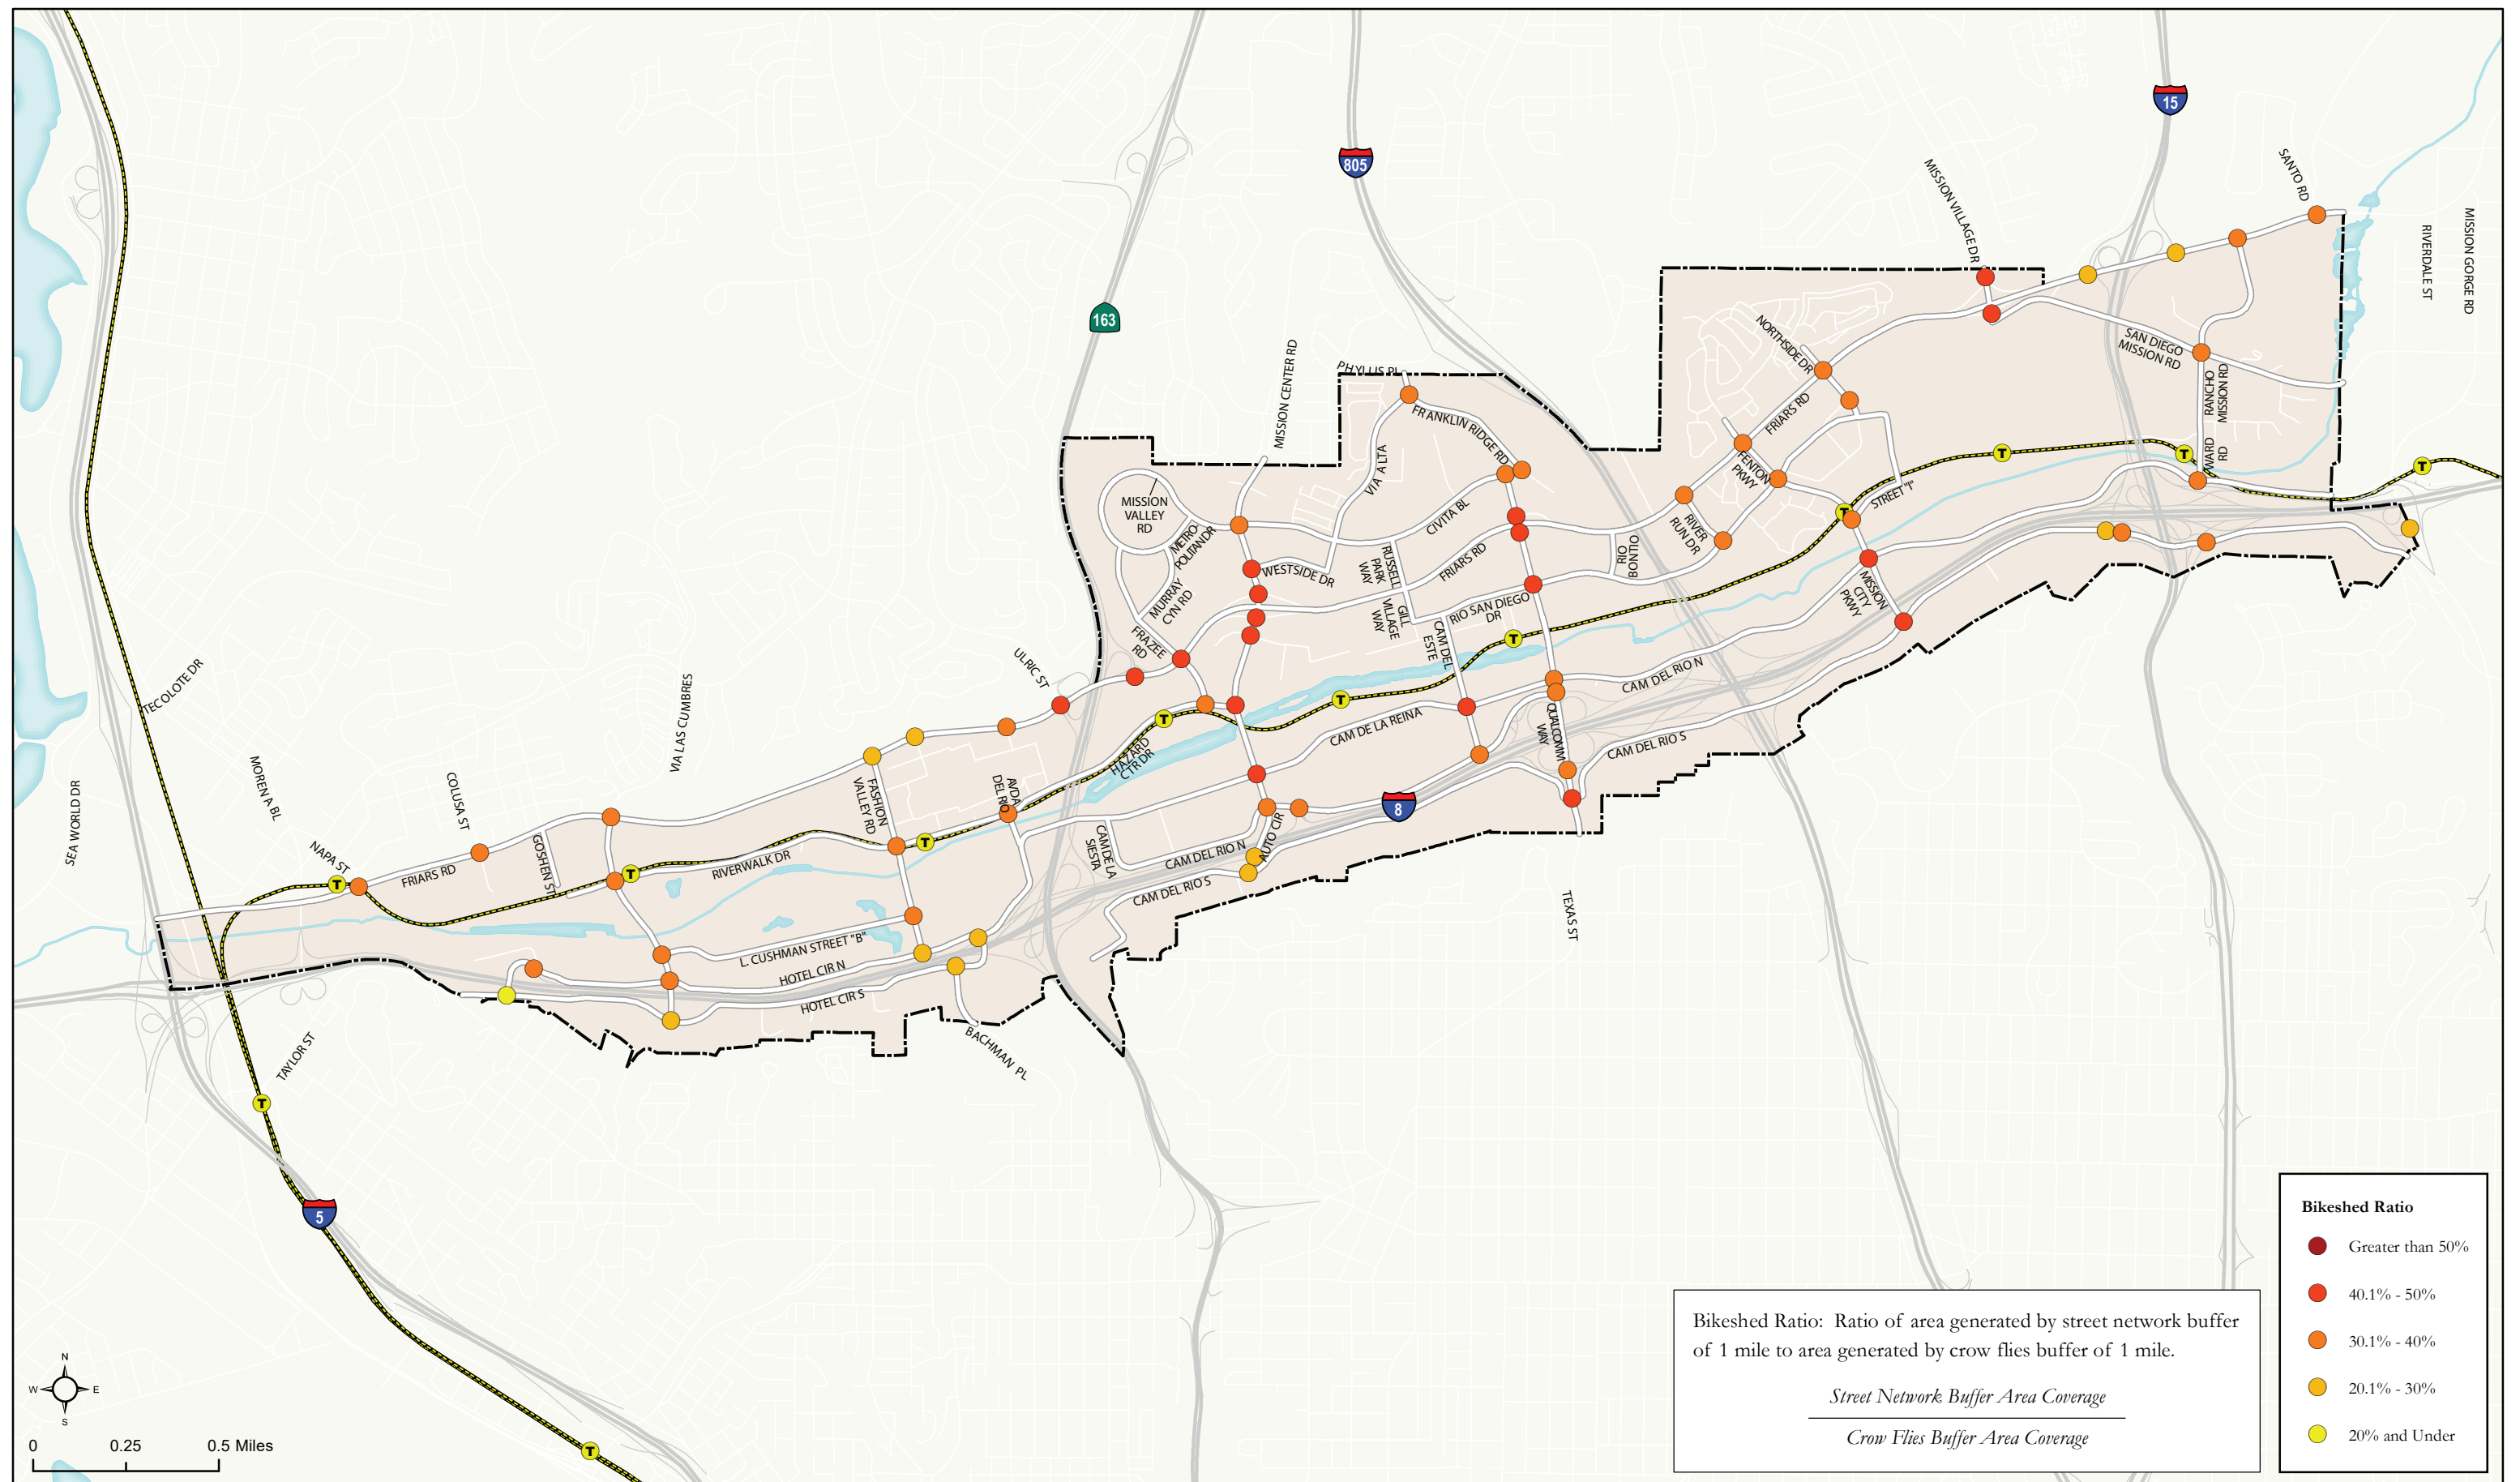 15
805
SANTO RD
MISSION VILLAGE DR
RIVERDALE ST
MISSION GORGE RD
163
NORTHSIDE DR
SAN DIEGO
MISSION RD
MISSION CENTER RD
PHYLLIS PL
FRANKLIN RIDGE RD
FRIARS RD
RANCHO
MISSION RD
VIA ALTA
FENTON
PKWY
WARD
RD
MISSION
VALLEY
RD
CIVITA BL
STREET "I"
METRO-
POLITAN DR
RIVER
RUN DR
RIO
BONTIO
WESTSIDE DR
RUSSELL
PARK
WAY
FRIARS RD
MURRAY
CYN RD
GILL
VILLAGE
WAY
RIO SAN DIEGO
DR
MISSION
CITY
PKWY
FRAZEE
RD
CAM DEL
ESTE
ULRIC ST
TECOLOTE DR
VIA LAS CUMBRES
CAM DEL RIO N
HAZARD
CTR DR
CAM DE LA REINA
QUALCOMM
WAY
CAM DEL RIO S
MORENA BL
COLUSA ST
SEA WORLD DR
FASHION
VALLEY RD
AVDA
DEL RIO
8
NAPA ST
GOSHEN ST
FRIARS RD
RIVERWALK DR
CAM DE LA
SIESTA
CAM DEL RIO N
AUTO CIR
CAM DEL RIO S
TEXAS ST
L. CUSHMAN STREET "B"
HOTEL CIR N
HOTEL CIR S
BACHMAN PL
TAYLOR ST
T
T
T
T
T
T
T
T
T
T
T
T
5
Bikeshed Ratio
Greater than 50%
40.1% - 50%
30.1% - 40%
20.1% - 30%
20% and Under
Bikeshed Ratio: Ratio of area generated by street network buffer
of 1 mile to area generated by crow flies buffer of 1 mile.
Street Network Buffer Area Coverage
Crow Flies Buffer Area Coverage
N
W E
S
0 0.25 0.5 Miles